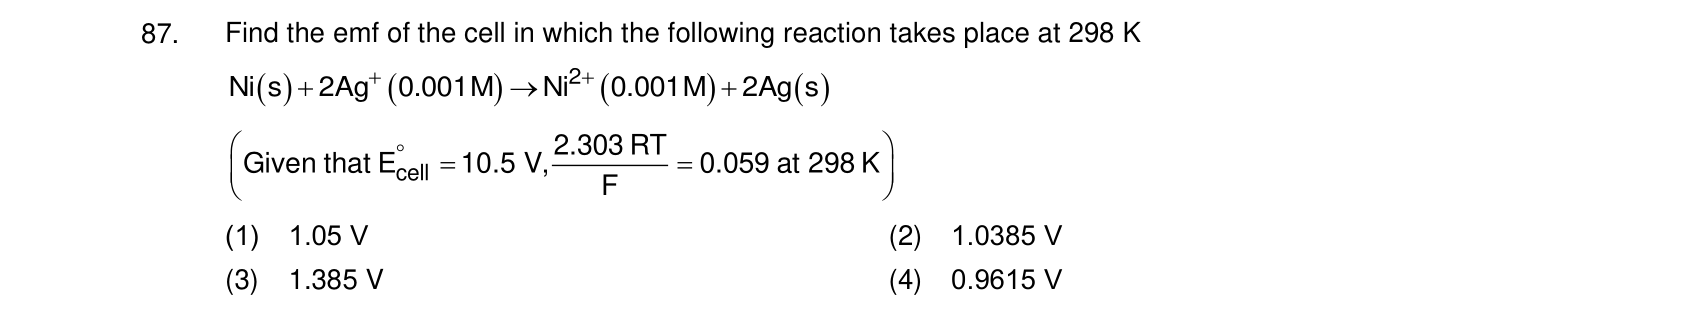 87. Find the emf of the cell in which the following reaction takes place at 298 K
Ni(s) + 2Ag⁺ (0.001 M) → Ni²⁺ (0.001 M) + 2Ag(s)
(Given that E°cell = 10.5 V, 2.303 RT / F = 0.059 at 298 K)
(1) 1.05 V (2) 1.0385 V
(3) 1.385 V (4) 0.9615 V